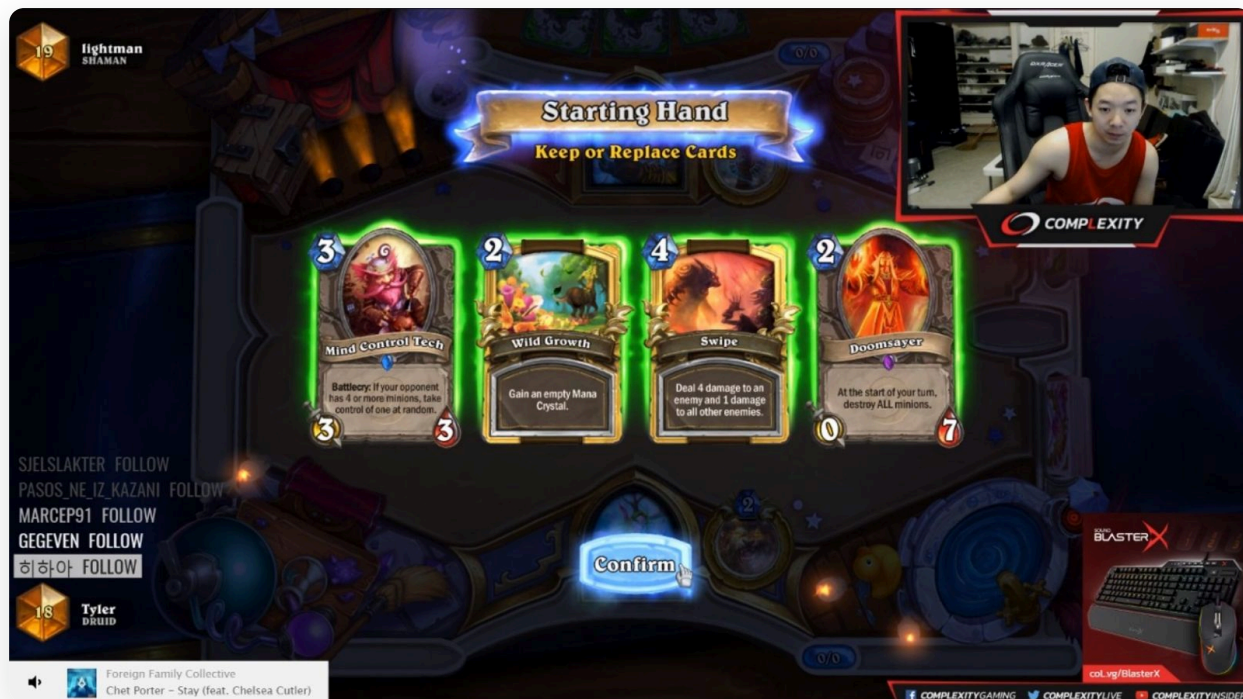 19
lightman
SHAMAN
0/0
Starting Hand
Keep or Replace Cards
COMPLEXITY
3
Mind Control Tech
Battlecry: If your opponent
has 4 or more minions, take
control of one at random.
3
3
2
Wild Growth
Gain an empty Mana
Crystal.
4
Swipe
Deal 4 damage to an
enemy and 1 damage
to all other enemies.
2
Doomsayer
At the start of your turn,
destroy ALL minions.
0
7
SJELSLAKTER FOLLOW
PASOS_NE_IZ_KAZANI FOLLOW
MARCEP91 FOLLOW
GEGEVEN FOLLOW
히하아 FOLLOW
2
Confirm
18
Tyler
DRUID
0/0
SOUND
BLASTERX
col.vg/BlasterX
Foreign Family Collective
Chet Porter – Stay (feat. Chelsea Cutler)
COMPLEXITYGAMING COMPLEXITYLIVE COMPLEXITYINSIDER